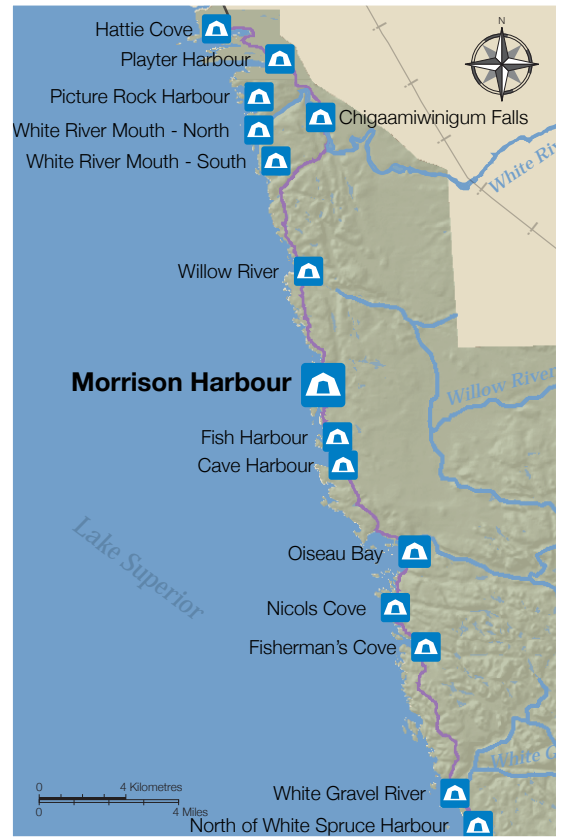 Hattie Cove
N
Playter Harbour
Picture Rock Harbour
Chigaamiwinigum Falls
White River Mouth - North
White River Mouth - South
White Riv
Willow River
Morrison Harbour
Willow River
Fish Harbour
Cave Harbour
Lake Superior
Oiseau Bay
Nicols Cove
Fisherman's Cove
White G
0 4 Kilometres
White Gravel River
0 4 Miles
North of White Spruce Harbour